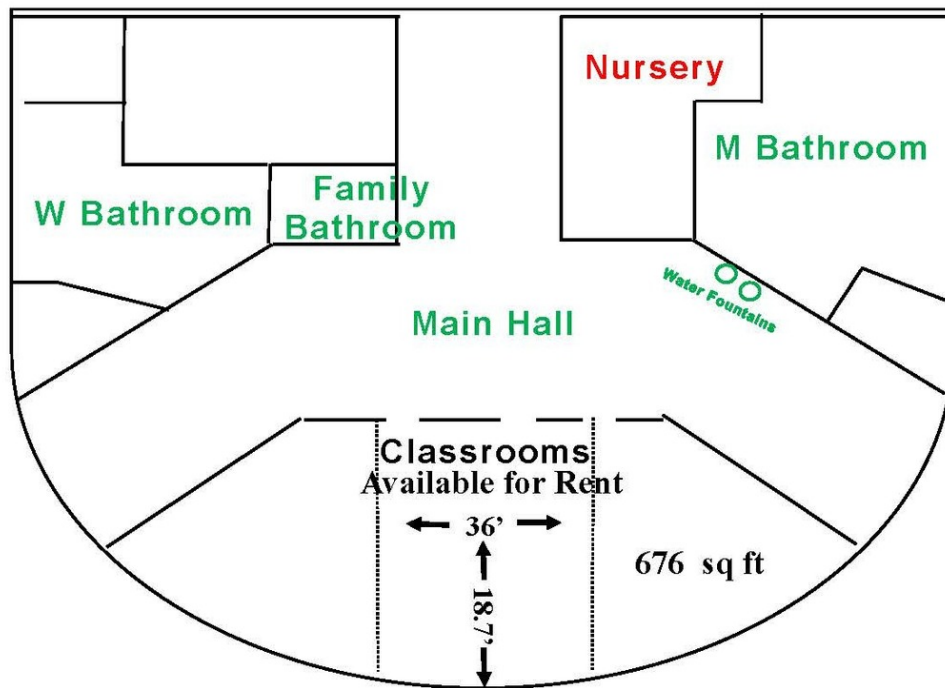 Nursery
M Bathroom
Family
Bathroom
W Bathroom
Water Fountains
Main Hall
Classrooms
Available for Rent
36'
18.7'
676 sq ft